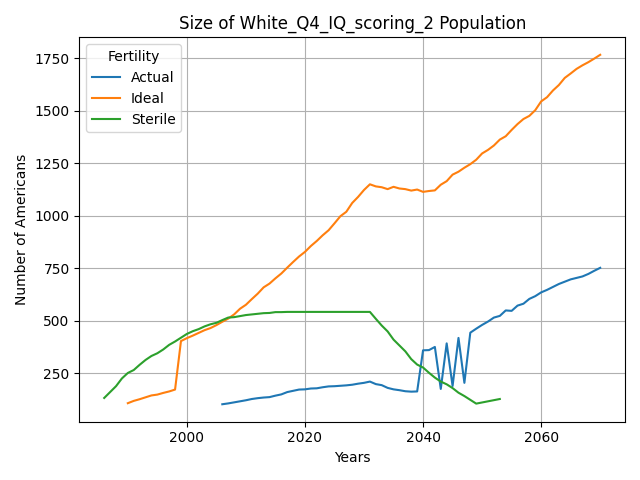 Size of White_Q4_IQ_scoring_2 Population
Fertility
Actual
Ideal
Sterile
Number of Americans
1750
1500
1250
1000
750
500
250
2000
2020
2040
2060
Years